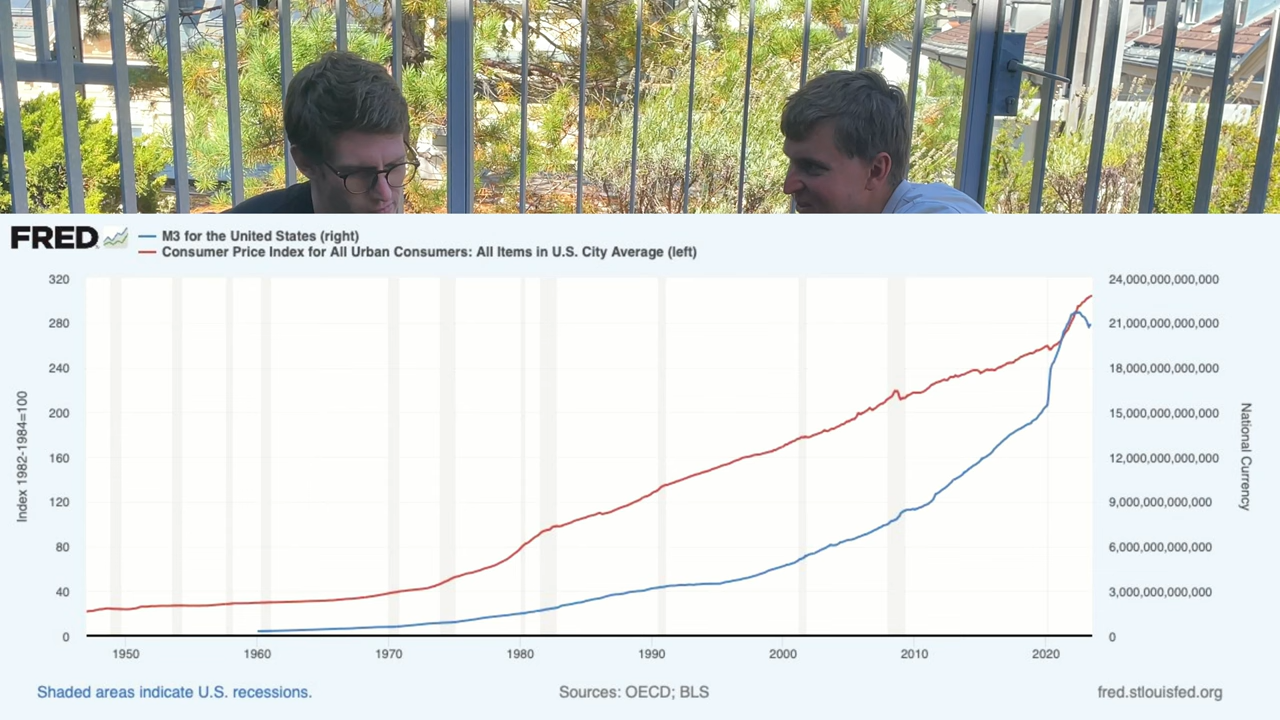 FRED
M3 for the United States (right)
Consumer Price Index for All Urban Consumers: All Items in U.S. City Average (left)
320
280
240
200
160
120
80
40
0
Index 1982-1984=100
24,000,000,000,000
21,000,000,000,000
18,000,000,000,000
15,000,000,000,000
12,000,000,000,000
9,000,000,000,000
6,000,000,000,000
3,000,000,000,000
0
National Currency
1950 1960 1970 1980 1990 2000 2010 2020
Shaded areas indicate U.S. recessions.
Sources: OECD; BLS
fred.stlouisfed.org